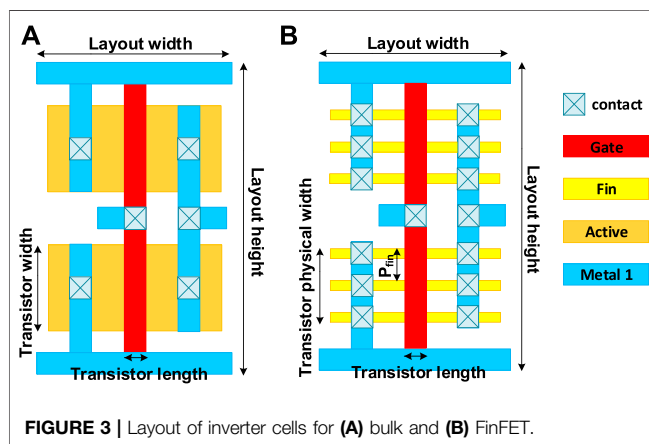 A
Layout width
Layout height
Transistor width
Transistor length
B
Layout width
Layout height
Transistor physical width
Pfin
Transistor length
contact
Gate
Fin
Active
Metal 1
FIGURE 3 | Layout of inverter cells for (A) bulk and (B) FinFET.